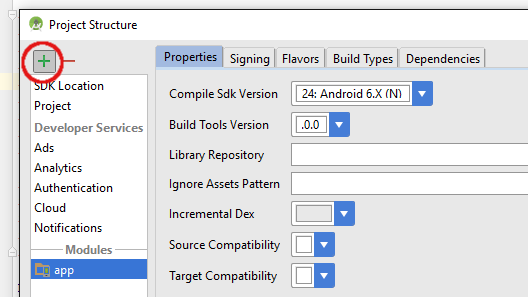 Project Structure
Properties Signing Flavors Build Types Dependencies
SDK Location
Project
Developer Services
Ads
Analytics
Authentication
Cloud
Notifications
Modules
app
Compile Sdk Version 24: Android 6.X (N)
Build Tools Version .0.0
Library Repository
Ignore Assets Pattern
Incremental Dex
Source Compatibility
Target Compatibility